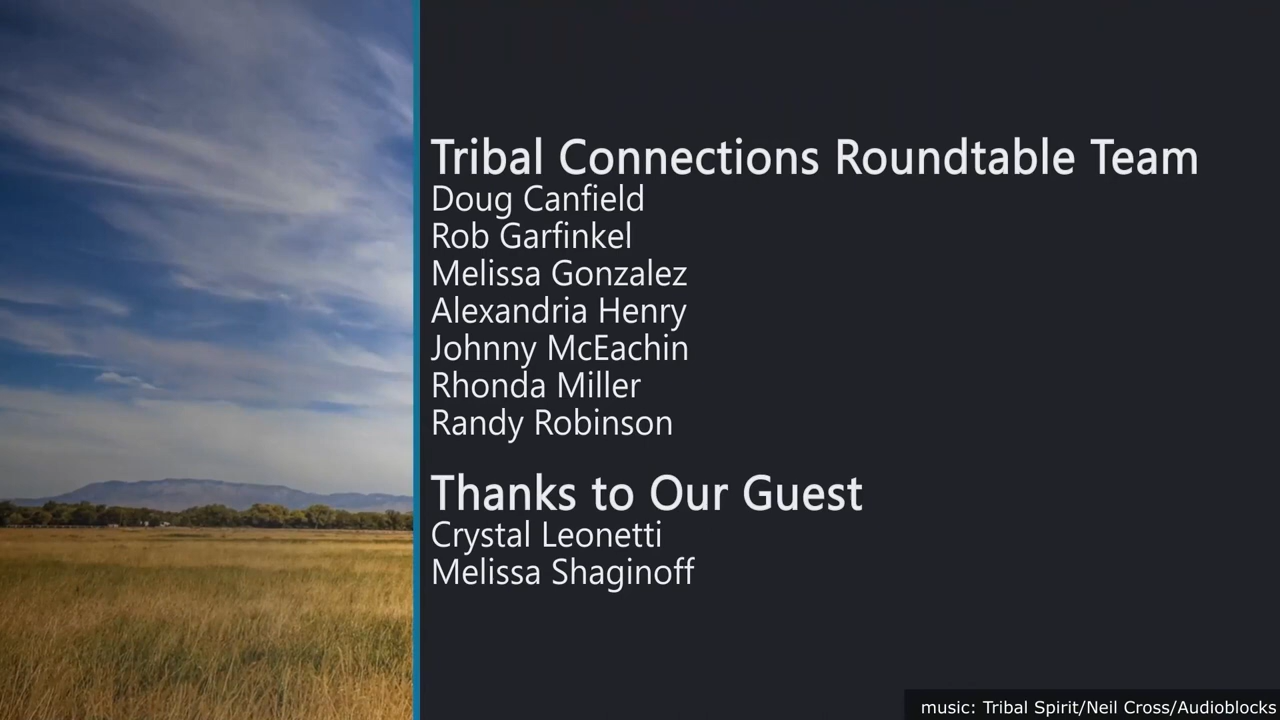 Tribal Connections Roundtable Team
Doug Canfield
Rob Garfinkel
Melissa Gonzalez
Alexandria Henry
Johnny McEachin
Rhonda Miller
Randy Robinson
Thanks to Our Guest
Crystal Leonetti
Melissa Shaginoff
music: Tribal Spirit/Neil Cross/Audioblocks